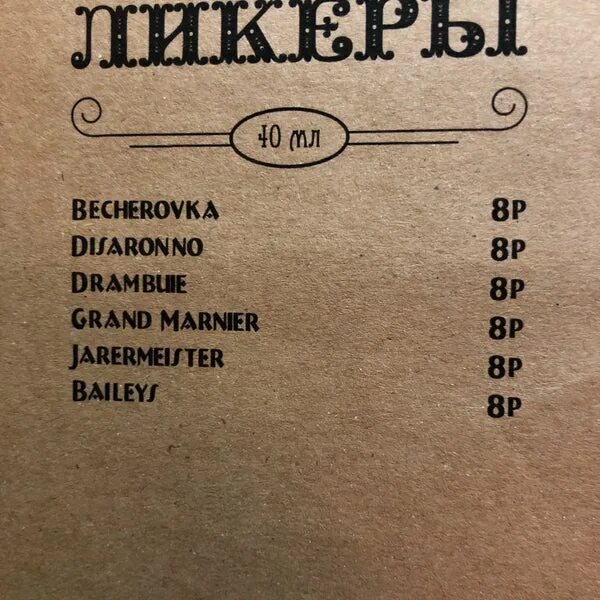 ЛИКЕРЫ
40 мл
BECHEROVKA 8Р
DISARONNO 8Р
DRAMBUIE 8Р
GRAND MARNIER 8Р
JARERMEISTER 8Р
BAILEYS 8Р